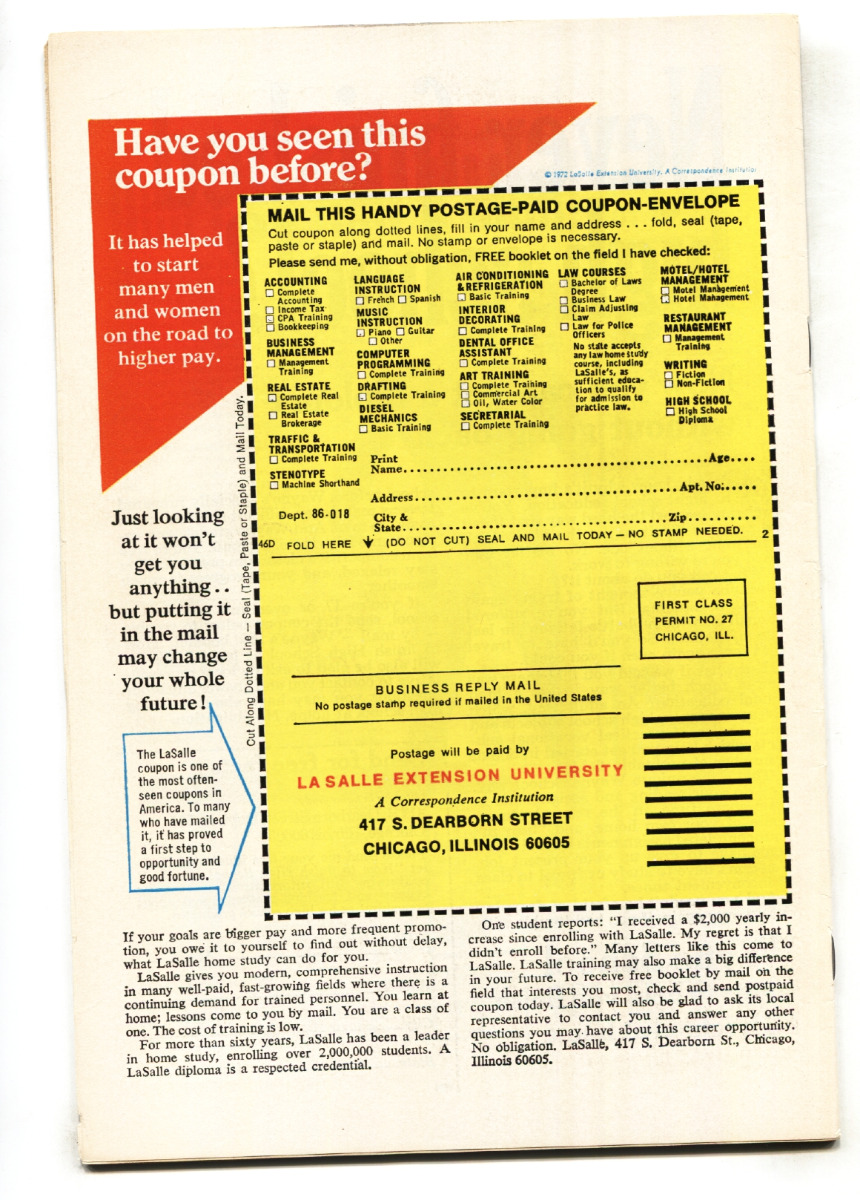 Have you seen this
coupon before?
© 1972 LaSalle Extension University, A Correspondence Institution
It has helped
to start
many men
and women
on the road to
higher pay.
MAIL THIS HANDY POSTAGE-PAID COUPON-ENVELOPE
Cut coupon along dotted lines, fill in your name and address . . . fold, seal (tape,
paste or staple) and mail. No stamp or envelope is necessary.
Please send me, without obligation, FREE booklet on the field I have checked:
ACCOUNTING
Complete
Accounting
Income Tax
CPA Training
Bookkeeping
BUSINESS
MANAGEMENT
Management
Training
REAL ESTATE
Complete Real
Estate
Real Estate
Brokerage
TRAFFIC &
TRANSPORTATION
Complete Training
STENOTYPE
Machine Shorthand
LANGUAGE
INSTRUCTION
French Spanish
MUSIC
INSTRUCTION
Piano Guitar
Other
COMPUTER
PROGRAMMING
Complete Training
DRAFTING
Complete Training
DIESEL
MECHANICS
Basic Training
AIR CONDITIONING
& REFRIGERATION
Basic Training
INTERIOR
DECORATING
Complete Training
DENTAL OFFICE
ASSISTANT
Complete Training
ART TRAINING
Complete Training
Commercial Art
Oil, Water Color
SECRETARIAL
Complete Training
LAW COURSES
Bachelor of Laws
Degree
Business Law
Claim Adjusting
Law
Law for Police
Officers
No state accepts
any law home study
course, including
LaSalle's, as
sufficient educa-
tion to qualify
for admission to
practice law.
MOTEL/HOTEL
MANAGEMENT
Motel Management
Hotel Management
RESTAURANT
MANAGEMENT
Management
Training
WRITING
Fiction
Non-Fiction
HIGH SCHOOL
High School
Diploma
Print
Name Age
Address Apt. No.
Dept. 86-018
City &
State Zip
46D FOLD HERE (DO NOT CUT) SEAL AND MAIL TODAY — NO STAMP NEEDED. 2
Cut Along Dotted Line — Seal (Tape, Paste or Staple) and Mail Today.
Just looking
at it won't
get you
anything . .
but putting it
in the mail
may change
your whole
future!
The LaSalle
coupon is one of
the most often-
seen coupons in
America. To many
who have mailed
it, it has proved
a first step to
opportunity and
good fortune.
FIRST CLASS
PERMIT NO. 27
CHICAGO, ILL.
BUSINESS REPLY MAIL
No postage stamp required if mailed in the United States
Postage will be paid by
LA SALLE EXTENSION UNIVERSITY
A Correspondence Institution
417 S. DEARBORN STREET
CHICAGO, ILLINOIS 60605
If your goals are bigger pay and more frequent promo-
tion, you owe it to yourself to find out without delay,
what LaSalle home study can do for you.
LaSalle gives you modern, comprehensive instruction
in many well-paid, fast-growing fields where there is a
continuing demand for trained personnel. You learn at
home; lessons come to you by mail. You are a class of
one. The cost of training is low.
For more than sixty years, LaSalle has been a leader
in home study, enrolling over 2,000,000 students. A
LaSalle diploma is a respected credential.
One student reports: "I received a $2,000 yearly in-
crease since enrolling with LaSalle. My regret is that I
didn't enroll before." Many letters like this come to
LaSalle. LaSalle training may also make a big difference
in your future. To receive free booklet by mail on the
field that interests you most, check and send postpaid
coupon today. LaSalle will also be glad to ask its local
representative to contact you and answer any other
questions you may have about this career opportunity.
No obligation. LaSalle, 417 S. Dearborn St., Chicago,
Illinois 60605.